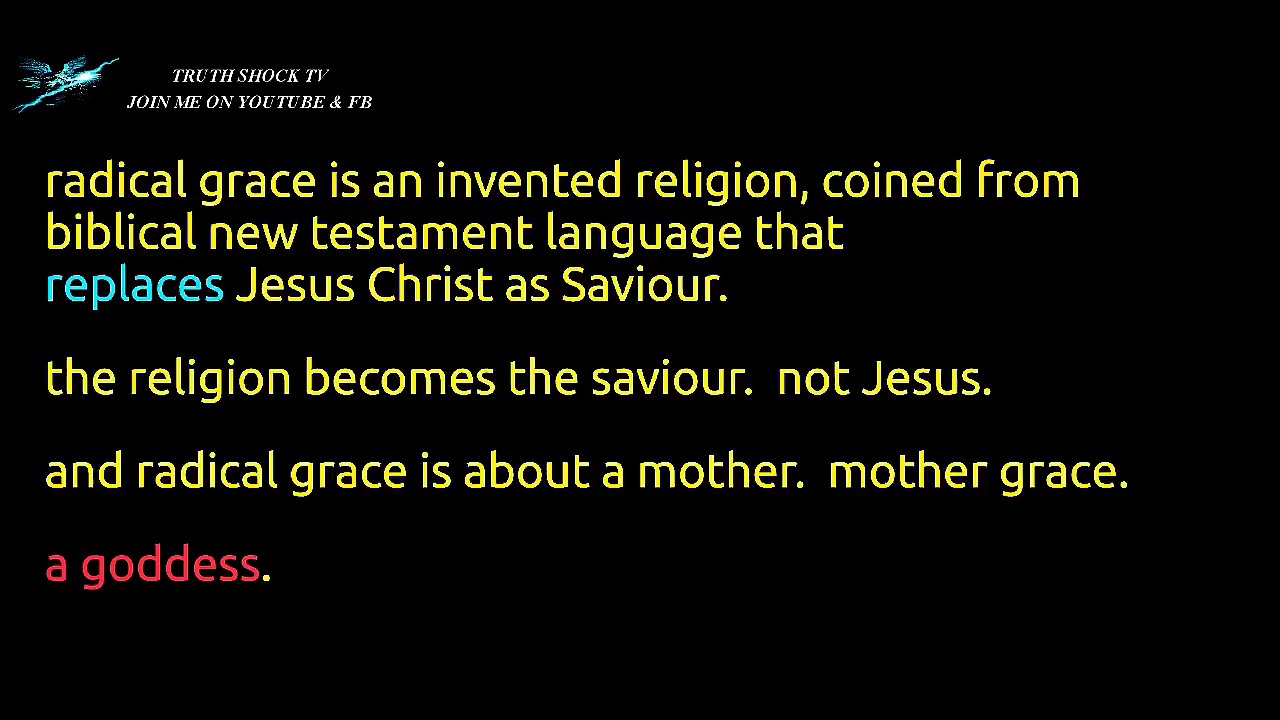 TRUTH SHOCK TV
JOIN ME ON YOUTUBE & FB
radical grace is an invented religion, coined from
biblical new testament language that
replaces Jesus Christ as Saviour.
the religion becomes the saviour.  not Jesus.
and radical grace is about a mother.  mother grace.
a goddess.